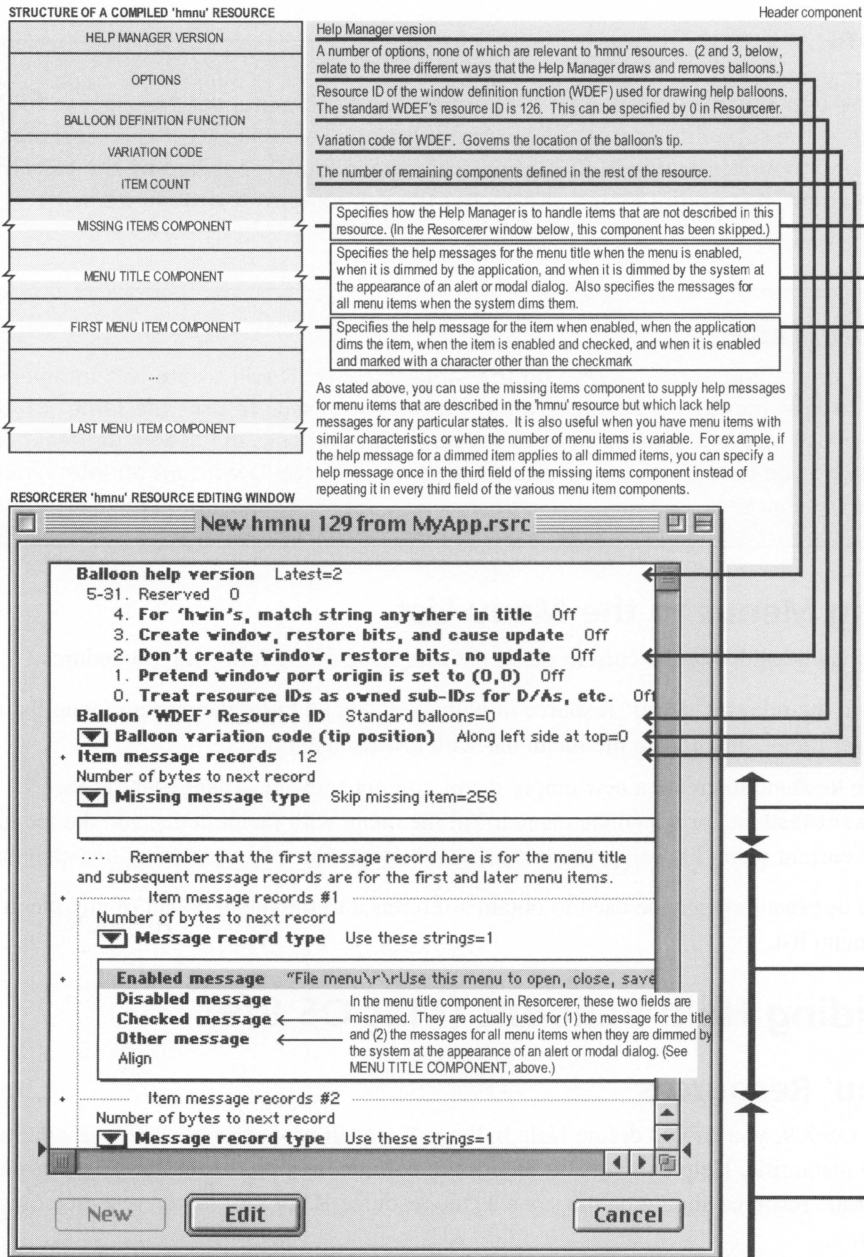 STRUCTURE OF A COMPILED 'hmnu' RESOURCE
Header component
HELP MANAGER VERSION
OPTIONS
BALLOON DEFINITION FUNCTION
VARIATION CODE
ITEM COUNT
MISSING ITEMS COMPONENT
MENU TITLE COMPONENT
FIRST MENU ITEM COMPONENT
...
LAST MENU ITEM COMPONENT
Help Manager version
A number of options, none of which are relevant to 'hmnu' resources. (2 and 3, below,
relate to the three different ways that the Help Manager draws and removes balloons.)
Resource ID of the window definition function (WDEF) used for drawing help balloons.
The standard WDEF's resource ID is 126. This can be specified by 0 in Resourcerer.
Variation code for WDEF. Governs the location of the balloon's tip.
The number of remaining components defined in the rest of the resource.
Specifies how the Help Manager is to handle items that are not described in this
resource. (In the Resorcerer window below, this component has been skipped.)
Specifies the help messages for the menu title when the menu is enabled,
when it is dimmed by the application, and when it is dimmed by the system at
the appearance of an alert or modal dialog. Also specifies the messages for
all menu items when the system dims them.
Specifies the help message for the item when enabled, when the application
dims the item, when the item is enabled and checked, and when it is enabled
and marked with a character other than the checkmark
As stated above, you can use the missing items component to supply help messages
for menu items that are described in the 'hmnu' resource but which lack help
messages for any particular states. It is also useful when you have menu items with
similar characteristics or when the number of menu items is variable. For example, if
the help message for a dimmed item applies to all dimmed items, you can specify a
help message once in the third field of the missing items component instead of
repeating it in every third field of the various menu item components.
RESORCERER 'hmnu' RESOURCE EDITING WINDOW
New hmnu 129 from MyApp.rsrc
Balloon help version Latest=2
5-31. Reserved 0
4. For 'hwin's, match string anywhere in title Off
3. Create window, restore bits, and cause update Off
2. Don't create window, restore bits, no update Off
1. Pretend window port origin is set to (0,0) Off
0. Treat resource IDs as owned sub-IDs for D/As, etc. Off
Balloon 'WDEF' Resource ID Standard balloons=0
Balloon variation code (tip position) Along left side at top=0
+ Item message records 12
Number of bytes to next record
Missing message type Skip missing item=256
····· Remember that the first message record here is for the menu title
and subsequent message records are for the first and later menu items.
+ Item message records #1
Number of bytes to next record
Message record type Use these strings=1
+ Enabled message "File menu\r\rUse this menu to open, close, save
Disabled message
Checked message
Other message
Align
In the menu title component in Resorcerer, these two fields are
misnamed. They are actually used for (1) the message for the title
and (2) the messages for all menu items when they are dimmed by
the system at the appearance of an alert or modal dialog. (See
MENU TITLE COMPONENT, above.)
+ Item message records #2
Number of bytes to next record
Message record type Use these strings=1
New
Edit
Cancel